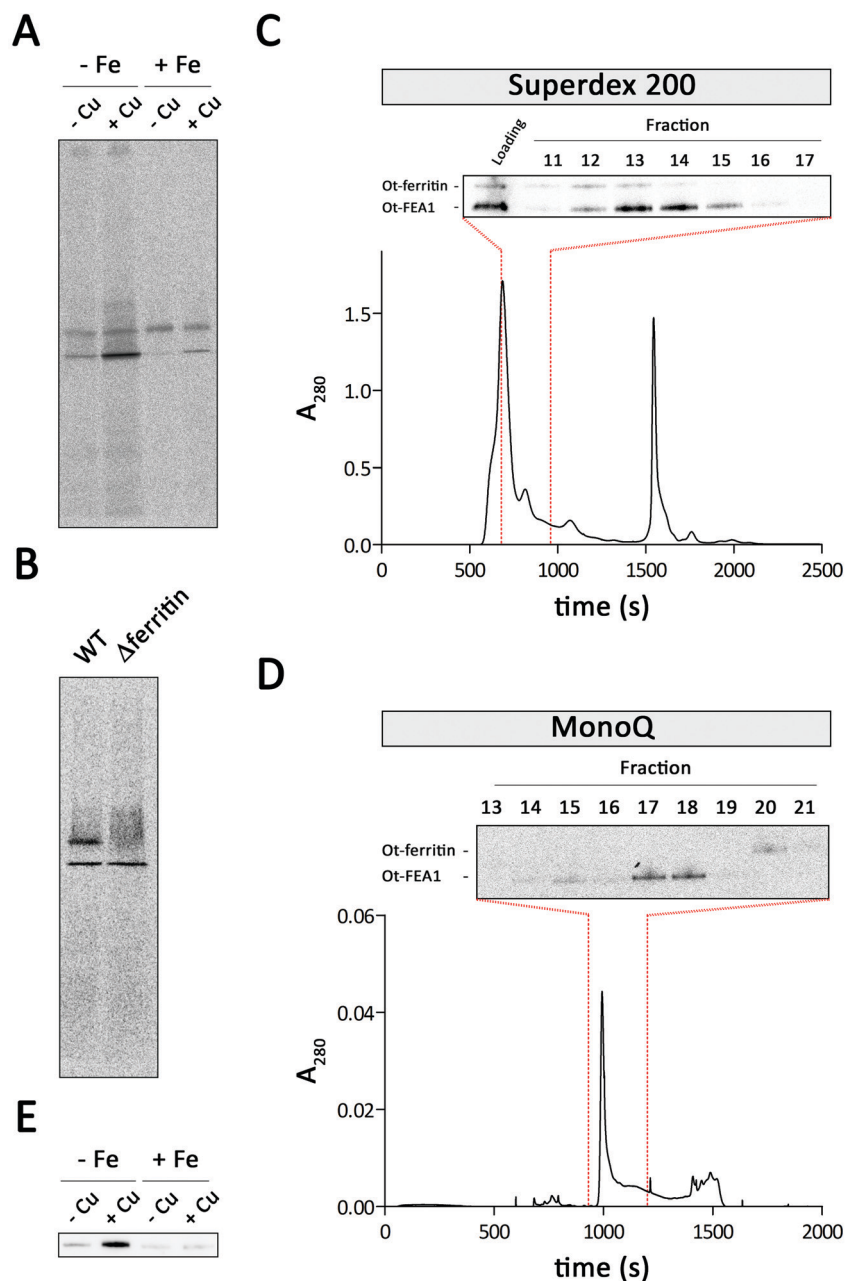 A
- Fe + Fe
- Cu + Cu - Cu + Cu
B
WT Δferritin
C
Superdex 200
Loading
Fraction
11 12 13 14 15 16 17
Ot-ferritin -
Ot-FEA1 -
A280
1.5
1.0
0.5
0.0
0 500 1000 1500 2000 2500
time (s)
D
MonoQ
Fraction
13 14 15 16 17 18 19 20 21
Ot-ferritin -
Ot-FEA1 -
A280
0.06
0.04
0.02
0.00
0 500 1000 1500 2000
time (s)
E
- Fe + Fe
- Cu + Cu - Cu + Cu